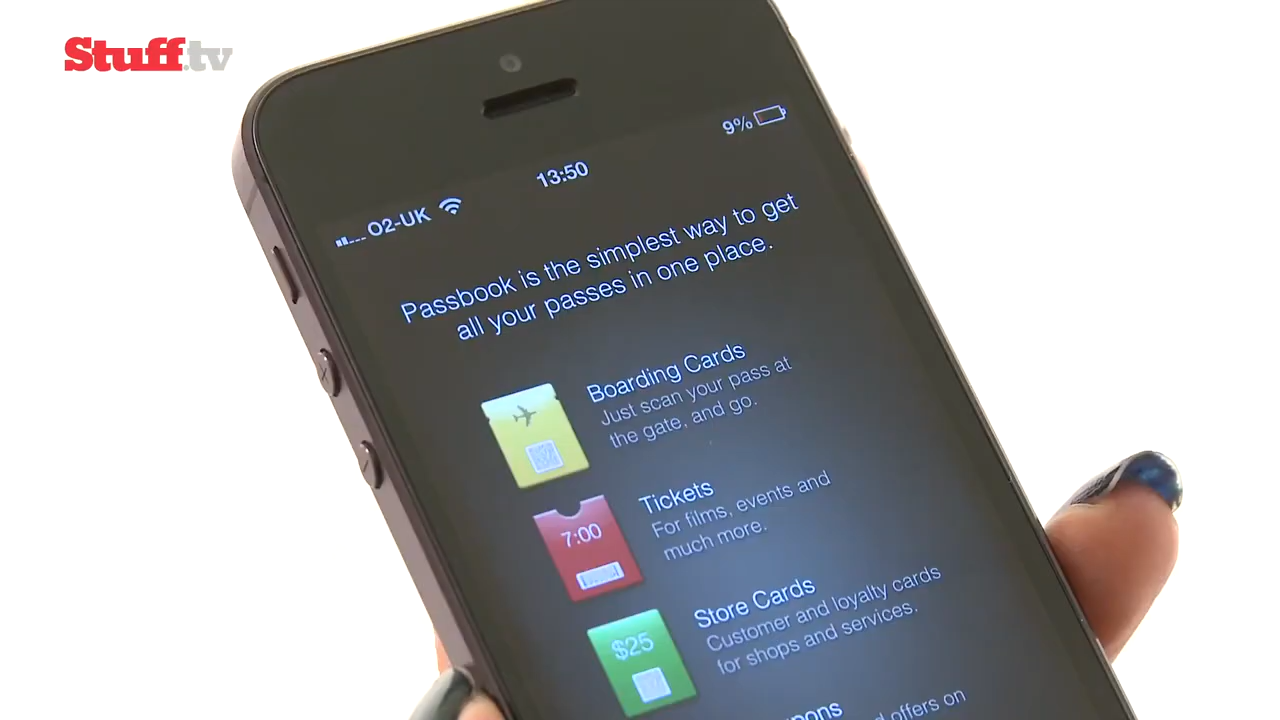 Stuff.tv
9%
13:50
O2-UK
Passbook is the simplest way to get
all your passes in one place.
Boarding Cards
Just scan your pass at
the gate, and go.
Tickets
For films, events and
much more.
7:00
Store Cards
Customer and loyalty cards
for shops and services.
$25
offers on